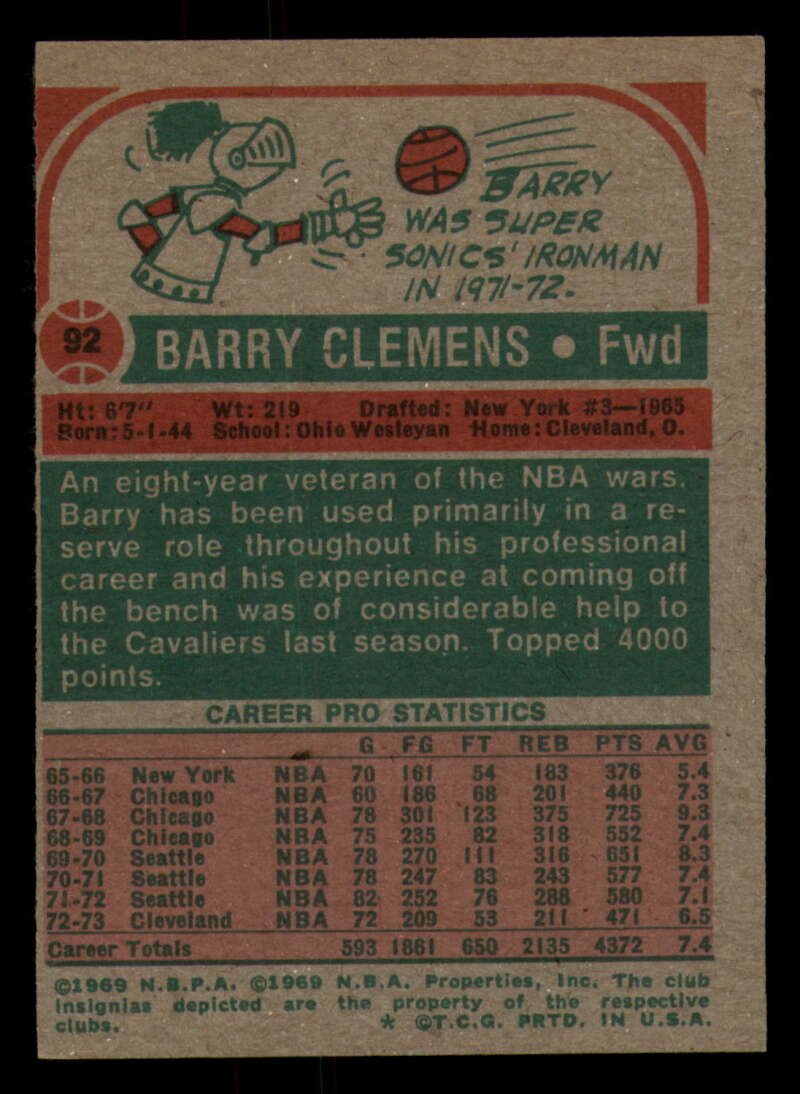 BARRY
WAS SUPER
SONICS' IRONMAN
IN 1971-72.
92 BARRY CLEMENS • Fwd
Ht: 6'7" Wt: 219 Drafted: New York #3—1965
Born: 5-1-44 School: Ohio Wesleyan Home: Cleveland, O.
An eight-year veteran of the NBA wars.
Barry has been used primarily in a re-
serve role throughout his professional
career and his experience at coming off
the bench was of considerable help to
the Cavaliers last season. Topped 4000
points.
CAREER PRO STATISTICS
G FG FT REB PTS AVG
65-66 New York NBA 70 161 54 183 376 5.4
66-67 Chicago NBA 60 186 68 201 440 7.3
67-68 Chicago NBA 78 301 123 375 725 9.3
68-69 Chicago NBA 75 235 82 318 552 7.4
69-70 Seattle NBA 78 270 111 316 651 8.3
70-71 Seattle NBA 78 247 83 243 577 7.4
71-72 Seattle NBA 82 252 76 288 580 7.1
72-73 Cleveland NBA 72 209 53 211 471 6.5
Career Totals 593 1861 650 2135 4372 7.4
©1969 N.B.P.A. ©1969 N.B.A. Properties, Inc. The club
insignias depicted are the property of the respective
clubs. * ©T.C.G. PRTD. IN U.S.A.